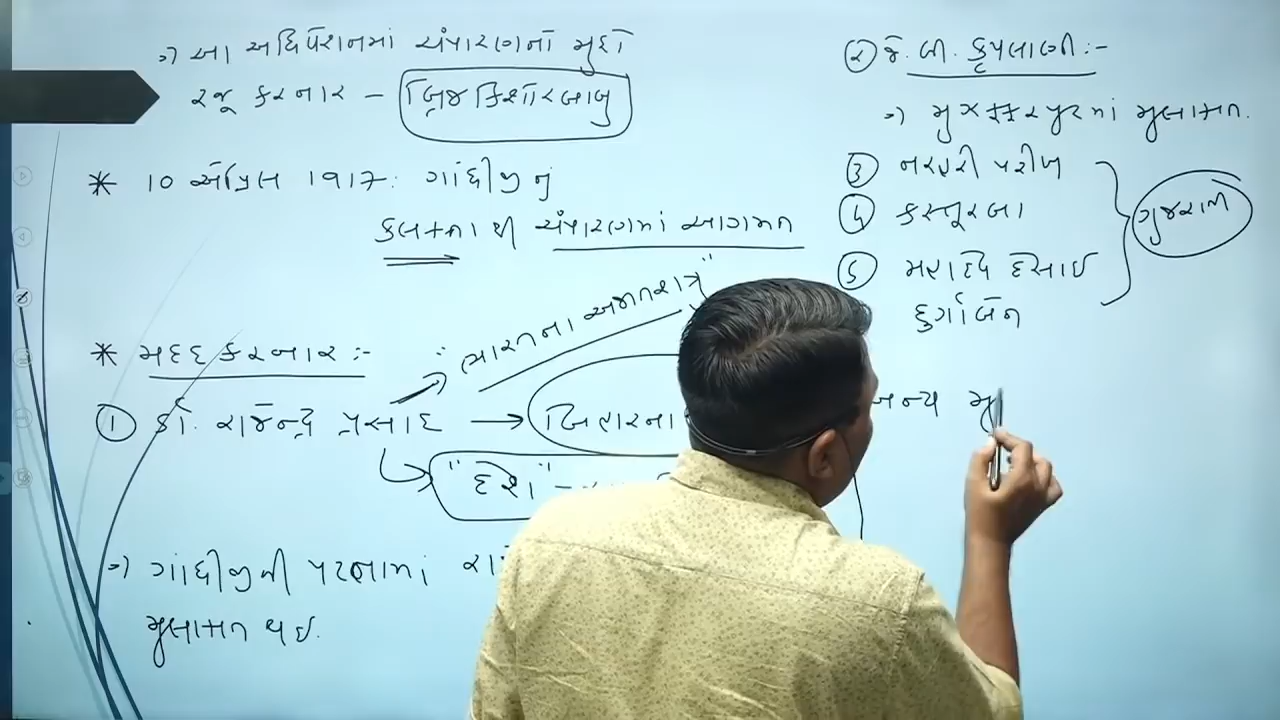 ⇒ આ અધિવેશનમાં ચંપારણનો મુદ્દો
રજૂ કરનાર - બ્રિજકિશોરબાબુ
* 10 એપ્રિલ 1917: ગાંધીજીનું
કલકત્તાથી ચંપારણમાં આગમન
* મદદ કરનાર :-
"ભારતના અજાતશત્રુ"
① ડૉ. રાજેન્દ્ર પ્રસાદ → બિહારના
"દેશ" -
⇒ ગાંધીજીની પટનામાં
મુલાકાત થઈ.
② જે. બી. કૃપલાણી :-
⇒ મુઝફ્ફરપુરમાં મુલાકાત.
③ નરહરી પરીખ
④ કસ્તૂરબા
⑤ મહાદેવ દેસાઈ
દુર્ગાબેન
ગુજરાતી
અન્ય મુ